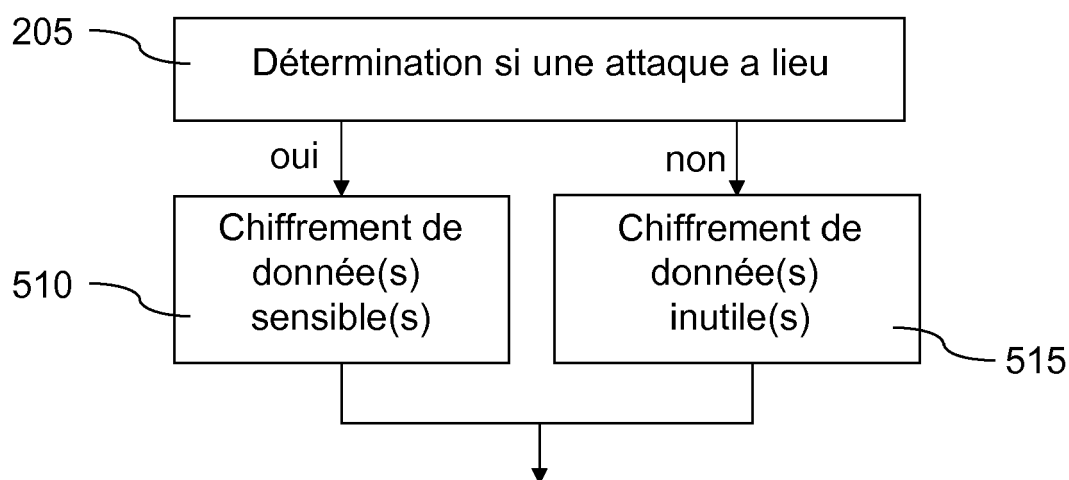 205
Détermination si une attaque a lieu
oui
non
Chiffrement de
donnée(s)
sensible(s)
510
Chiffrement de
donnée(s)
inutile(s)
515